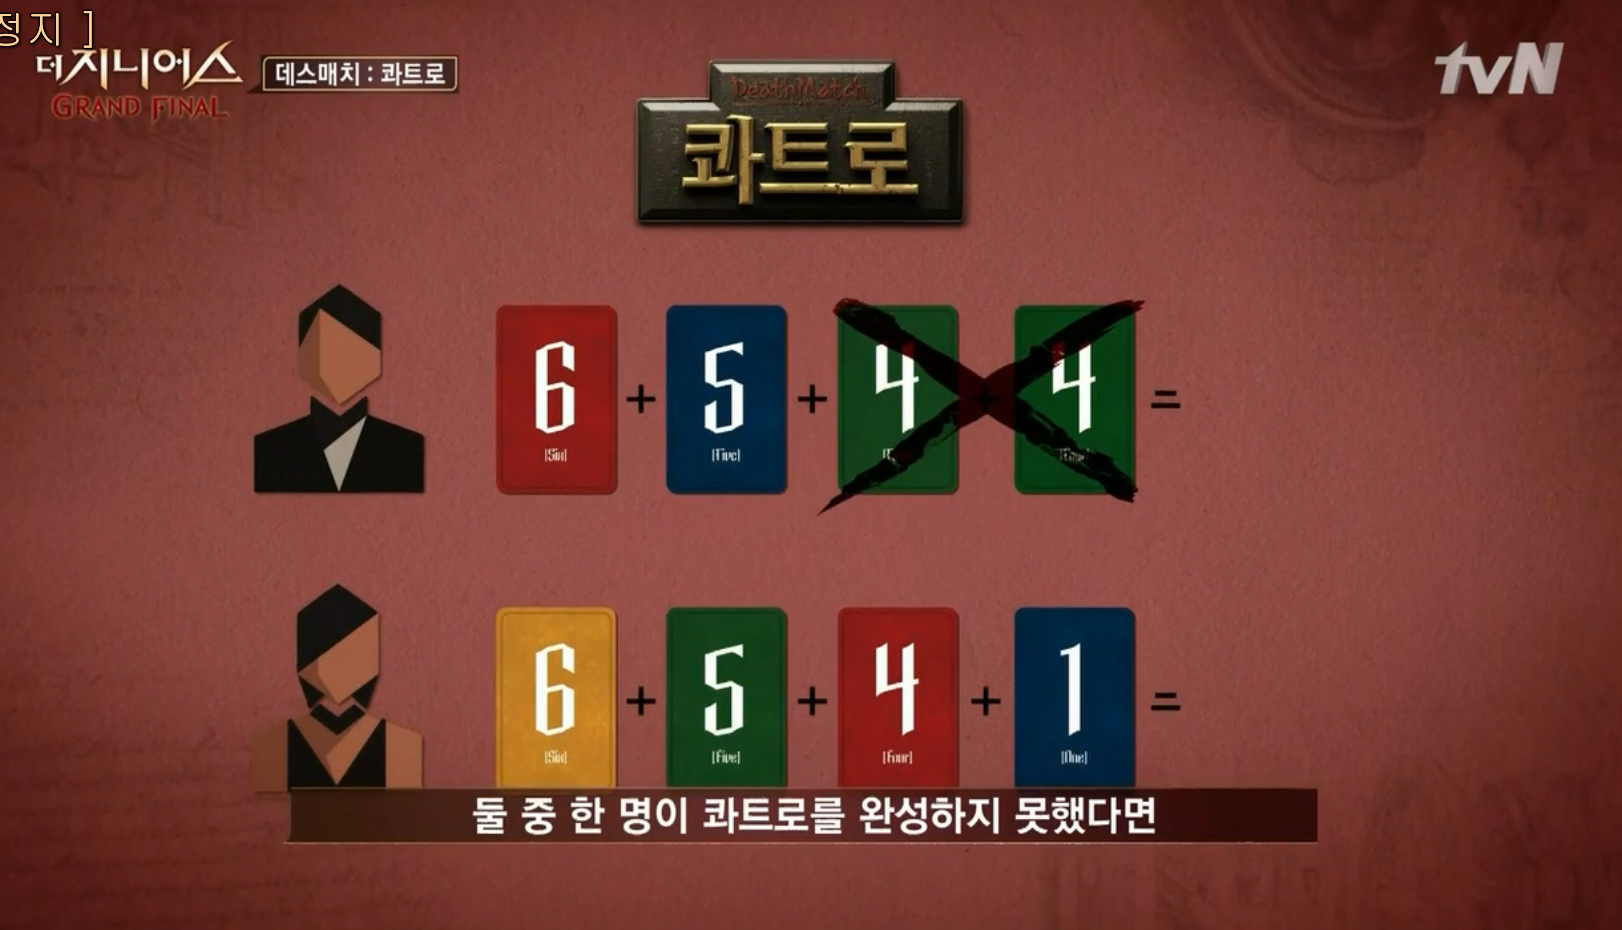 정지 ]
더 지니어스
GRAND FINAL
데스매치 : 콰트로
tvN
DeathMatch
콰트로
6 + 5 + 4 + 4 =
[Six] [Five] [Four]
6 + 5 + 4 + 1 =
[Six] [Five] [Four] [One]
둘 중 한 명이 콰트로를 완성하지 못했다면